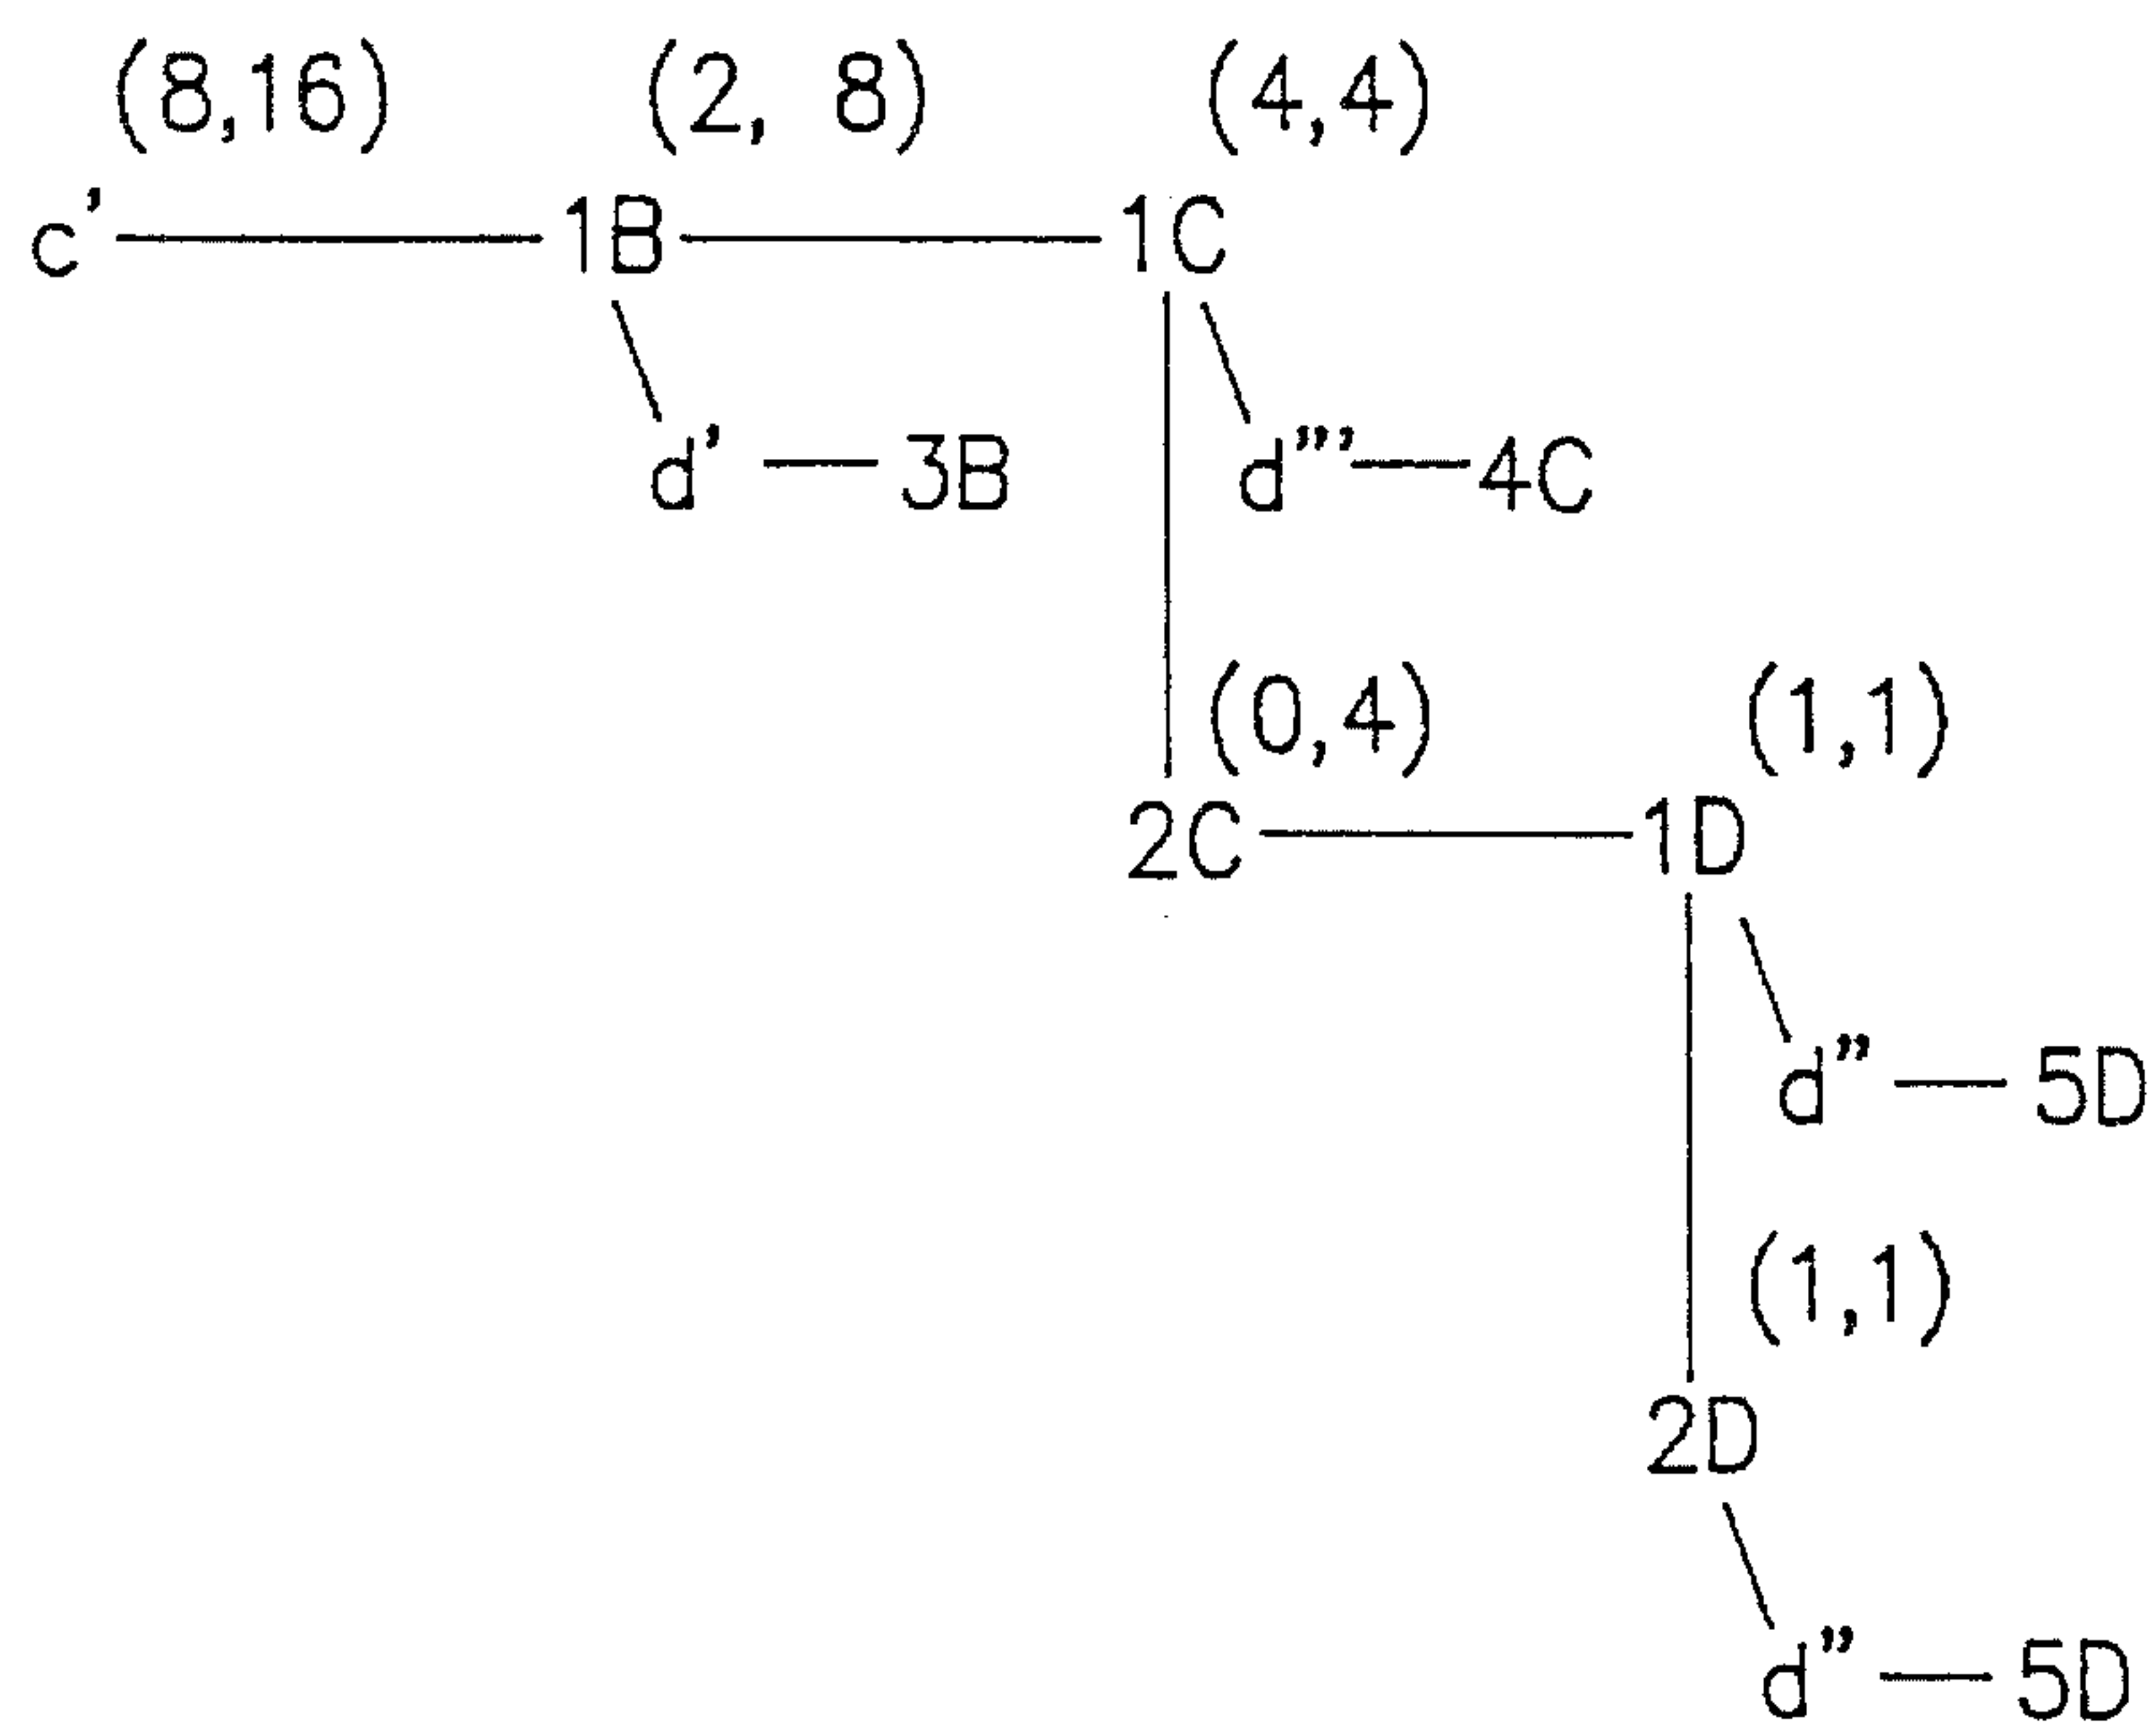 (8,16) (2, 8) (4,4)
c' 1B 1C
d' 3B d''' 4C
(0,4) (1,1)
2C 1D
d'' 5D
(1,1)
2D
d'' 5D